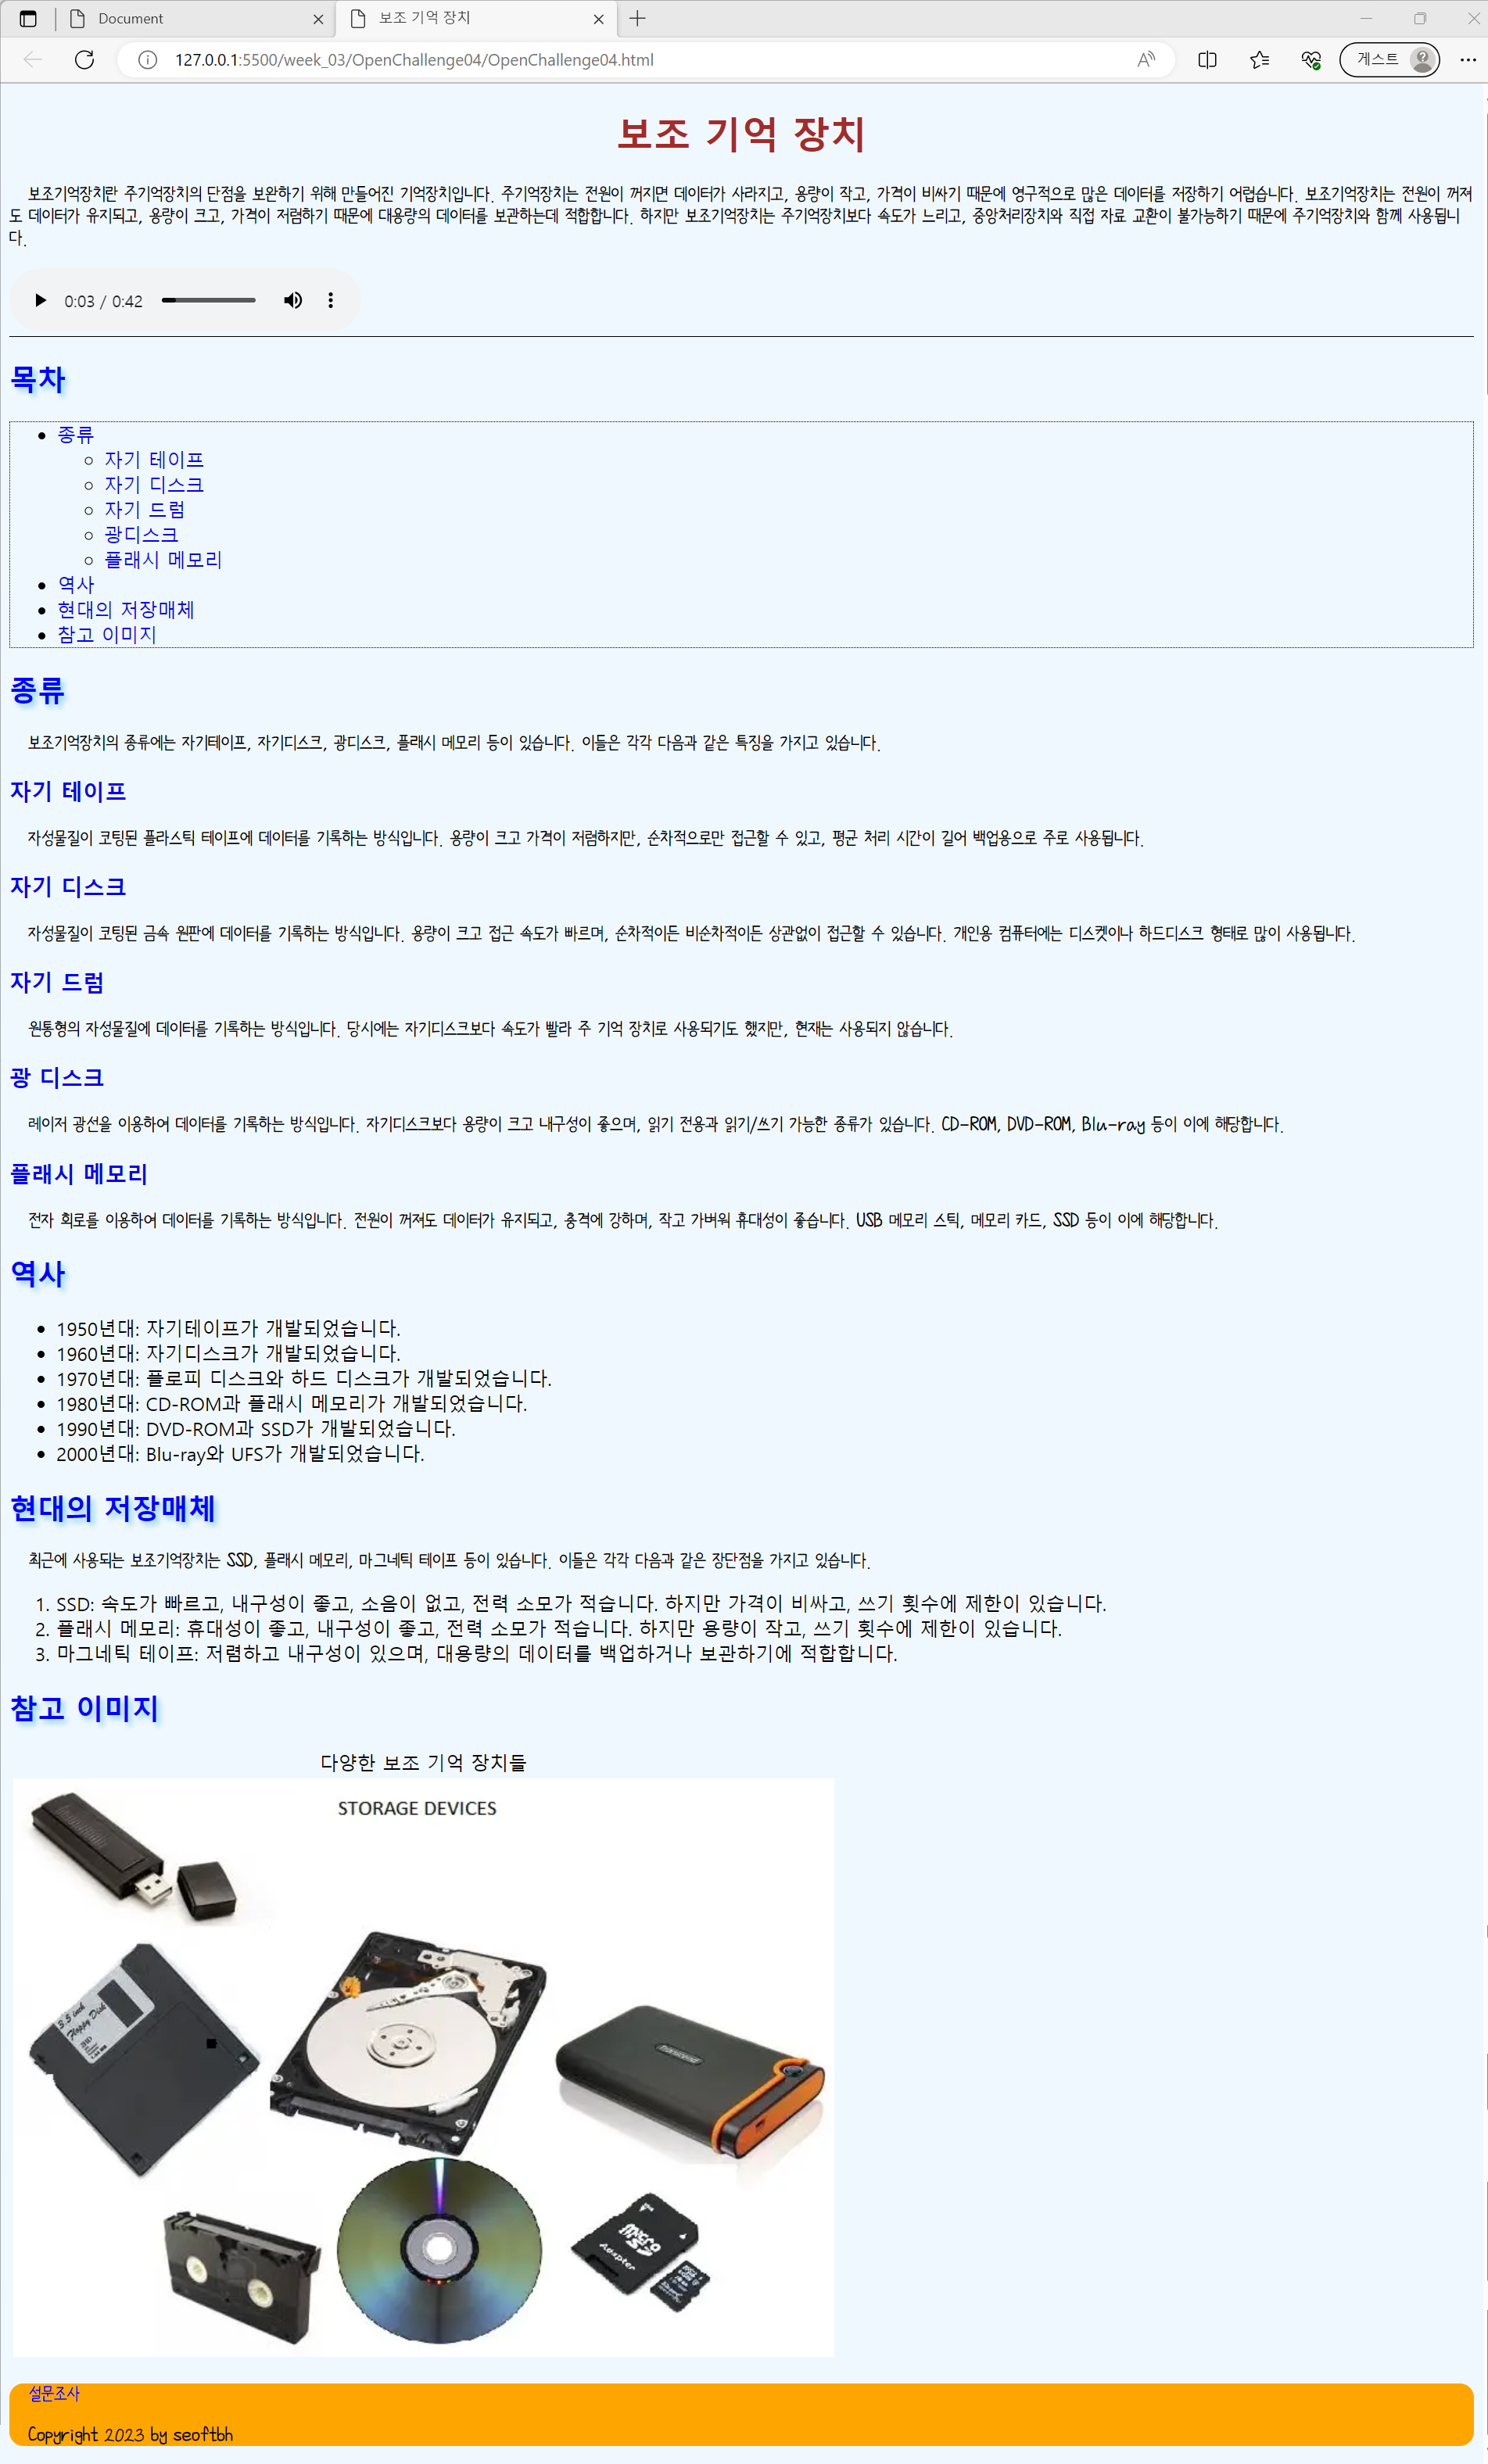 Document
보조 기억 장치
127.0.0.1:5500/week_03/OpenChallenge04/OpenChallenge04.html
게스트
보조 기억 장치
보조기억장치란 주기억장치의 단점을 보완하기 위해 만들어진 기억장치입니다. 주기억장치는 전원이 꺼지면 데이터가 사라지고, 용량이 작고, 가격이 비싸기 때문에 영구적으로 많은 데이터를 저장하기 어렵습니다. 보조기억장치는 전원이 꺼져
도 데이터가 유지되고, 용량이 크고, 가격이 저렴하기 때문에 대용량의 데이터를 보관하는데 적합합니다. 하지만 보조기억장치는 주기억장치보다 속도가 느리고, 중앙처리장치와 직접 자료 교환이 불가능하기 때문에 주기억장치와 함께 사용됩니
다.
0:03 / 0:42
목차
종류
자기 테이프
자기 디스크
자기 드럼
광디스크
플래시 메모리
역사
현대의 저장매체
참고 이미지
종류
보조기억장치의 종류에는 자기테이프, 자기디스크, 광디스크, 플래시 메모리 등이 있습니다. 이들은 각각 다음과 같은 특징을 가지고 있습니다.
자기 테이프
자성물질이 코팅된 플라스틱 테이프에 데이터를 기록하는 방식입니다. 용량이 크고 가격이 저렴하지만, 순차적으로만 접근할 수 있고, 평균 처리 시간이 길어 백업용으로 주로 사용됩니다.
자기 디스크
자성물질이 코팅된 금속 원판에 데이터를 기록하는 방식입니다. 용량이 크고 접근 속도가 빠르며, 순차적이든 비순차적이든 상관없이 접근할 수 있습니다. 개인용 컴퓨터에는 디스켓이나 하드디스크 형태로 많이 사용됩니다.
자기 드럼
원통형의 자성물질에 데이터를 기록하는 방식입니다. 당시에는 자기디스크보다 속도가 빨라 주 기억 장치로 사용되기도 했지만, 현재는 사용되지 않습니다.
광 디스크
레이저 광선을 이용하여 데이터를 기록하는 방식입니다. 자기디스크보다 용량이 크고 내구성이 좋으며, 읽기 전용과 읽기/쓰기 가능한 종류가 있습니다. CD-ROM, DVD-ROM, Blu-ray 등이 이에 해당합니다.
플래시 메모리
전자 회로를 이용하여 데이터를 기록하는 방식입니다. 전원이 꺼져도 데이터가 유지되고, 충격에 강하며, 작고 가벼워 휴대성이 좋습니다. USB 메모리 스틱, 메모리 카드, SSD 등이 이에 해당합니다.
역사
1950년대: 자기테이프가 개발되었습니다.
1960년대: 자기디스크가 개발되었습니다.
1970년대: 플로피 디스크와 하드 디스크가 개발되었습니다.
1980년대: CD-ROM과 플래시 메모리가 개발되었습니다.
1990년대: DVD-ROM과 SSD가 개발되었습니다.
2000년대: Blu-ray와 UFS가 개발되었습니다.
현대의 저장매체
최근에 사용되는 보조기억장치는 SSD, 플래시 메모리, 마그네틱 테이프 등이 있습니다. 이들은 각각 다음과 같은 장단점을 가지고 있습니다.
1. SSD: 속도가 빠르고, 내구성이 좋고, 소음이 없고, 전력 소모가 적습니다. 하지만 가격이 비싸고, 쓰기 횟수에 제한이 있습니다.
2. 플래시 메모리: 휴대성이 좋고, 내구성이 좋고, 전력 소모가 적습니다. 하지만 용량이 작고, 쓰기 횟수에 제한이 있습니다.
3. 마그네틱 테이프: 저렴하고 내구성이 있으며, 대용량의 데이터를 백업하거나 보관하기에 적합합니다.
참고 이미지
다양한 보조 기억 장치들
STORAGE DEVICES
3.5 inch
Floppy Disk
Transcend
micro
SD
Adapter
설문조사
Copyright 2023 by seoftbh